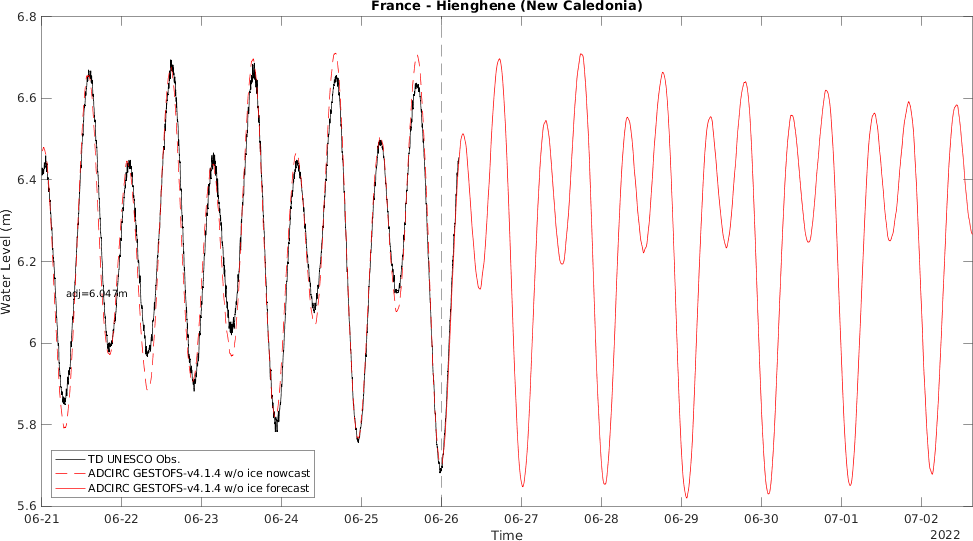 France - Hienghene (New Caledonia)
6.8
6.6
6.4
6.2
6
5.8
5.6
Water Level (m)
adj=6.047m
TD UNESCO Obs.
ADCIRC GESTOFS-v4.1.4 w/o ice nowcast
ADCIRC GESTOFS-v4.1.4 w/o ice forecast
06-21 06-22 06-23 06-24 06-25 06-26 06-27 06-28 06-29 06-30 07-01 07-02
Time
2022